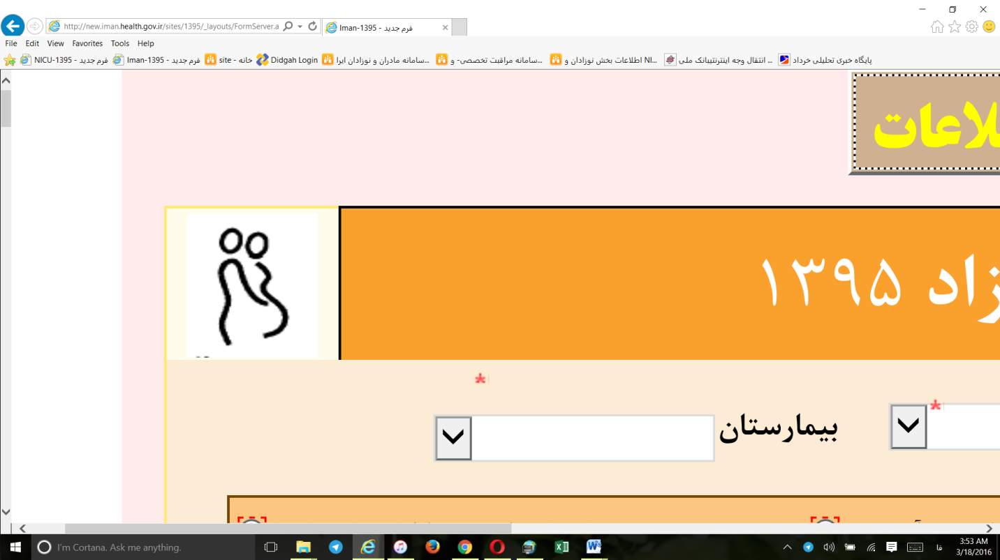 http://new.iman.health.gov.ir/sites/1395/_layouts/FormServer.a
فرم جدید - Iman-1395
File Edit View Favorites Tools Help
فرم جدید - NICU-1395
فرم جدید - Iman-1395
خانه - site
Didgah Login
سامانه مادران و نوزادان ایرا...
سامانه مراقبت تخصصی- و...
اطلاعات بخش نوزادان و NI...
انتقال وجه اینترنتیبانک ملی ...
پایگاه خبری تحلیلی خرداد
لاعات
زاد ۱۳۹۵
*
*
بیمارستان
I'm Cortana. Ask me anything.
فا
3:53 AM
3/18/2016